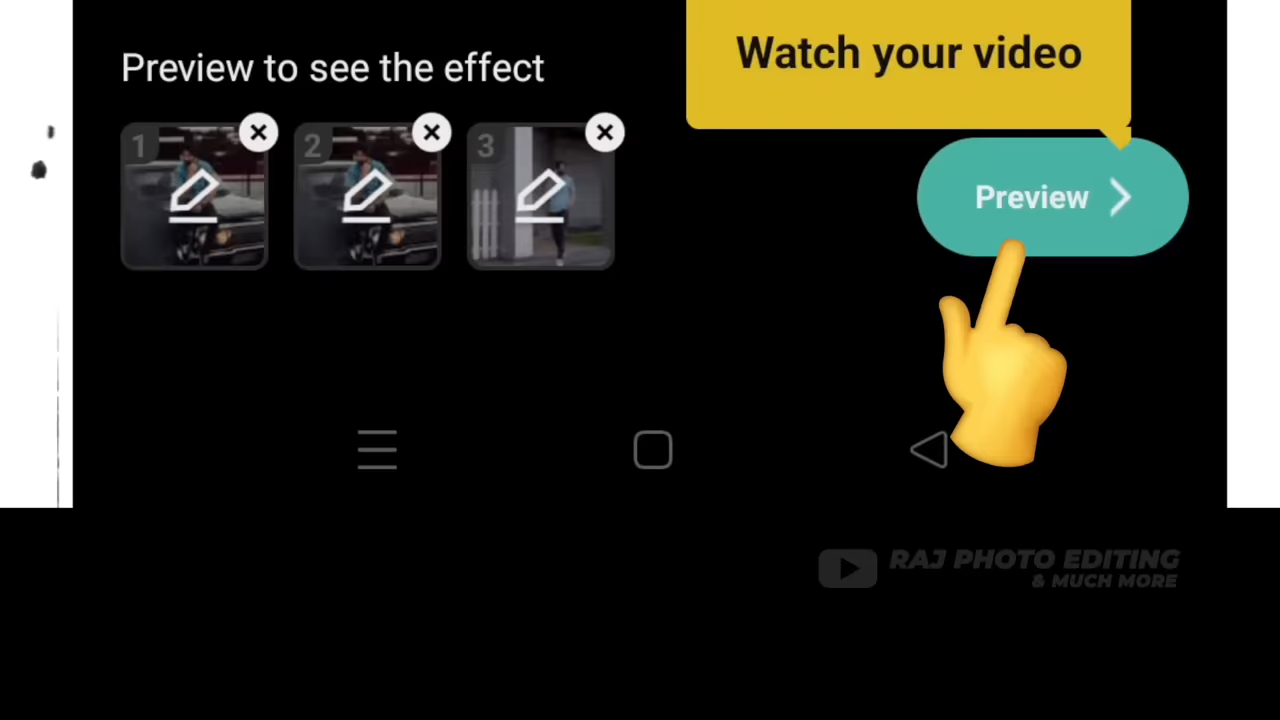 Watch your video
Preview to see the effect
1
2
3
Preview
RAJ PHOTO EDITING
& MUCH MORE